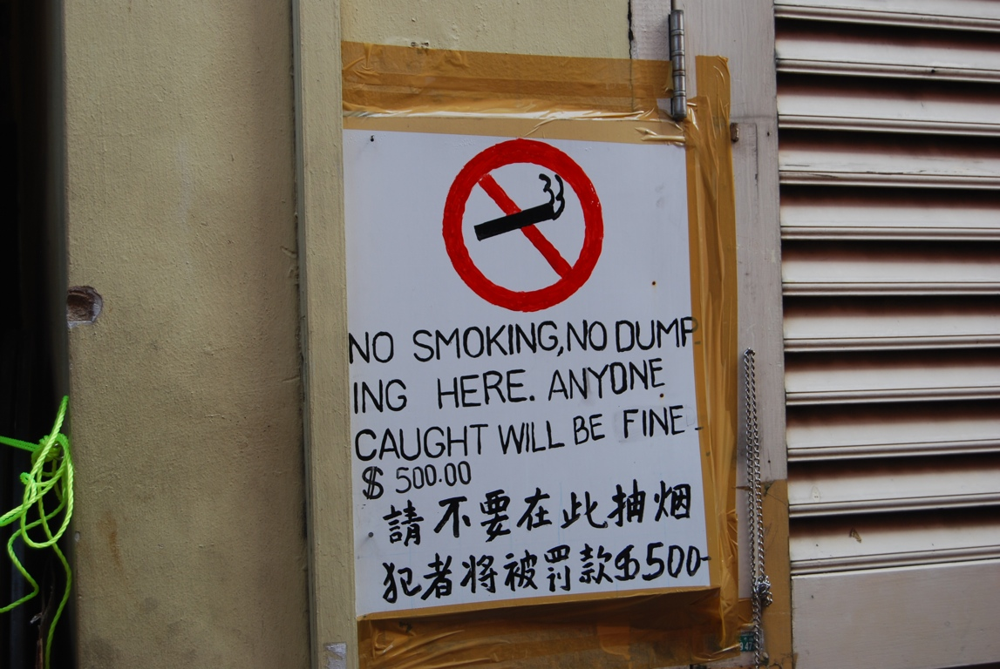 NO SMOKING, NO DUMP
ING HERE. ANYONE
CAUGHT WILL BE FINE -
$ 500.00
請不要在此抽烟
犯者将被罰款$500-